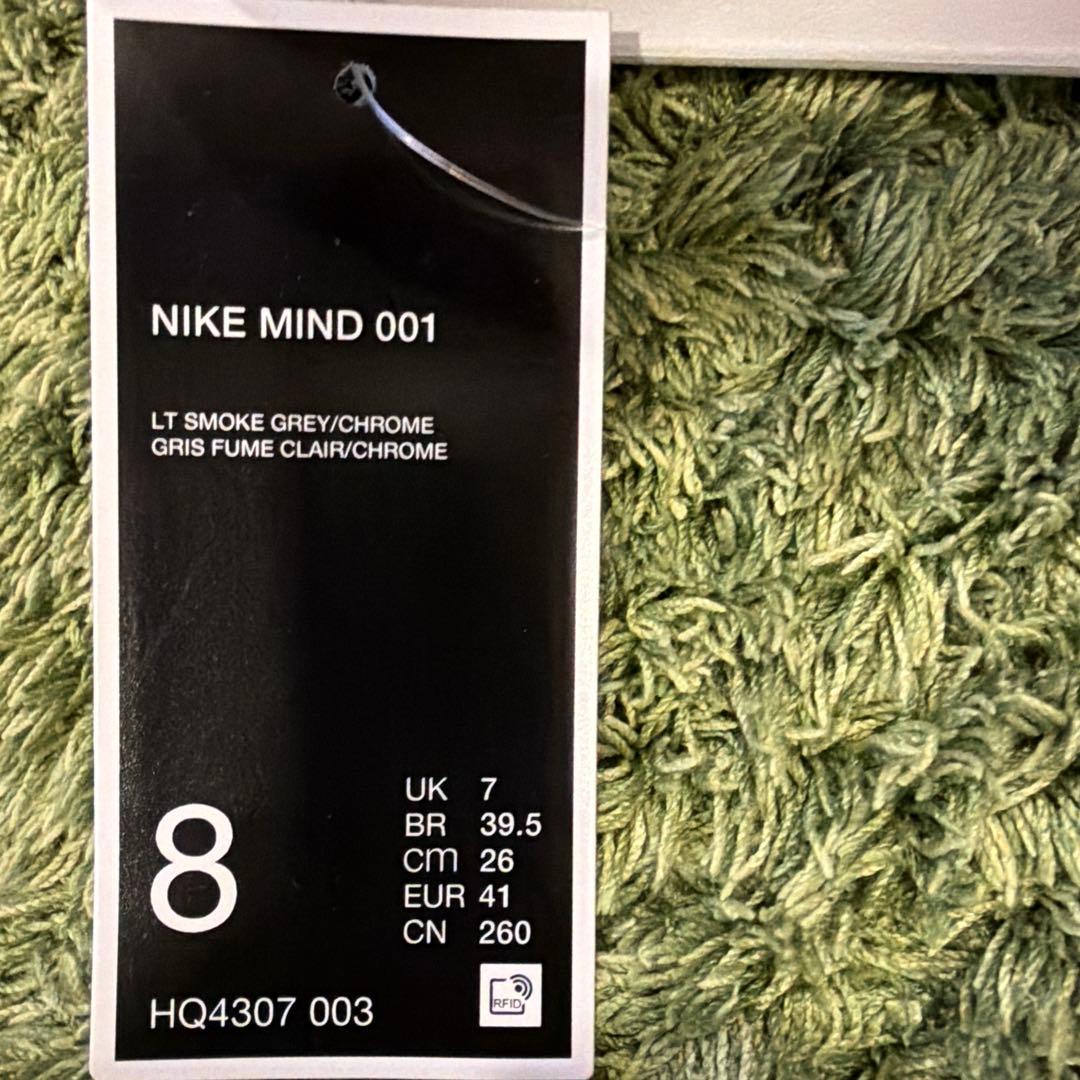 NIKE MIND 001
LT SMOKE GREY/CHROME
GRIS FUME CLAIR/CHROME
8
UK 7
BR 39.5
cm 26
EUR 41
CN 260
RFID
HQ4307 003